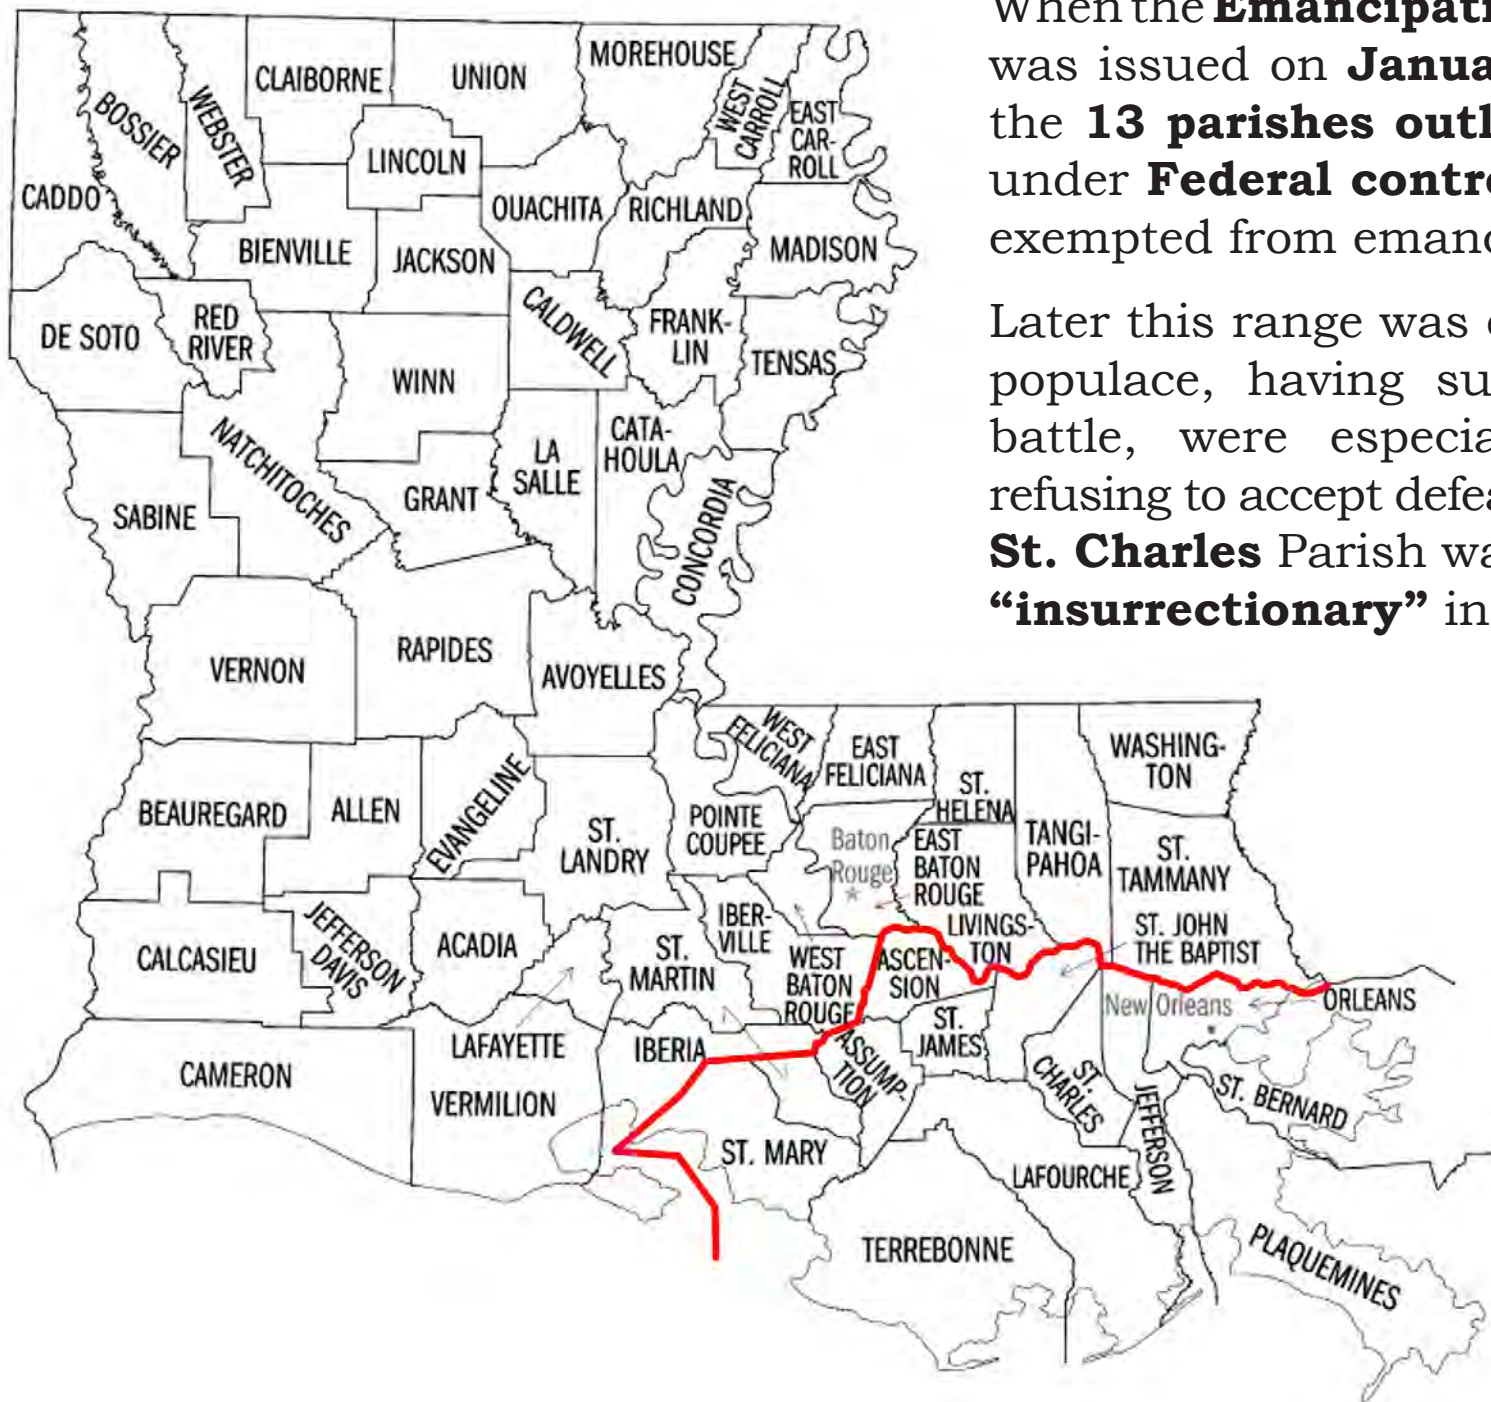 When the Emancipati
was issued on Janua
the 13 parishes outl
under Federal contro
exempted from emanc
Later this range was e
populace, having su
battle, were especia
refusing to accept defea
St. Charles Parish wa
“insurrectionary” in
CADDO
BOSSIER
WEBSTER
CLAIBORNE
UNION
MOREHOUSE
WEST
CARROLL
EAST
CAR-
ROLL
LINCOLN
OUACHITA
RICHLAND
MADISON
BIENVILLE
JACKSON
DE SOTO
RED
RIVER
CALDWELL
FRANK-
LIN
TENSAS
WINN
NATCHITOCHES
SABINE
GRANT
LA
SALLE
CATA-
HOULA
CONCORDIA
VERNON
RAPIDES
AVOYELLES
WEST
FELICIANA
EAST
FELICIANA
ST.
HELENA
WASHING-
TON
BEAUREGARD
ALLEN
EVANGELINE
ST.
LANDRY
POINTE
COUPEE
Baton
Rouge
EAST
BATON
ROUGE
TANGI-
PAHOA
ST.
TAMMANY
CALCASIEU
JEFFERSON
DAVIS
ACADIA
ST.
MARTIN
IBER-
VILLE
WEST
BATON
ROUGE
ASCEN-
SION
LIVINGS-
TON
ST. JOHN
THE BAPTIST
New Orleans
ORLEANS
CAMERON
LAFAYETTE
VERMILION
IBERIA
ASSUMP-
TION
ST.
JAMES
ST.
CHARLES
JEFFERSON
ST. BERNARD
ST. MARY
LAFOURCHE
TERREBONNE
PLAQUEMINES